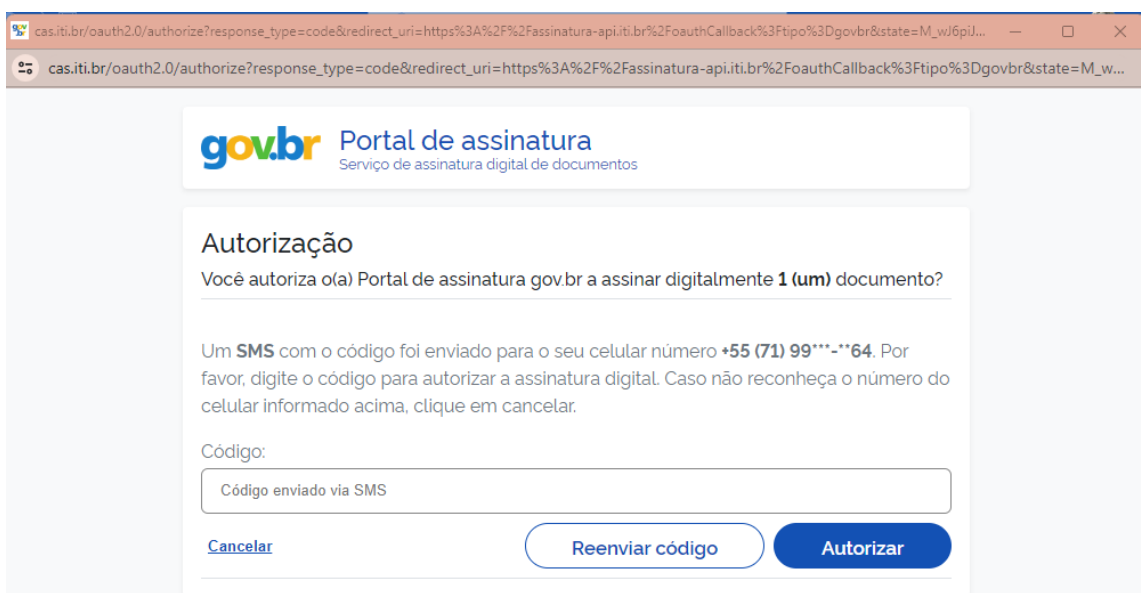 cas.iti.br/oauth2.0/authorize?response_type=code&redirect_uri=https%3A%2F%2Fassinatura-api.iti.br%2FoauthCallback%3Ftipo%3Dgovbr&state=M_wJ6piJ...
cas.iti.br/oauth2.0/authorize?response_type=code&redirect_uri=https%3A%2F%2Fassinatura-api.iti.br%2FoauthCallback%3Ftipo%3Dgovbr&state=M_w...
gov.br Portal de assinatura
Serviço de assinatura digital de documentos
Autorização
Você autoriza o(a) Portal de assinatura gov.br a assinar digitalmente 1 (um) documento?
Um SMS com o código foi enviado para o seu celular número +55 (71) 99***-**64. Por
favor, digite o código para autorizar a assinatura digital. Caso não reconheça o número do
celular informado acima, clique em cancelar.
Código:
Código enviado via SMS
Cancelar Reenviar código Autorizar